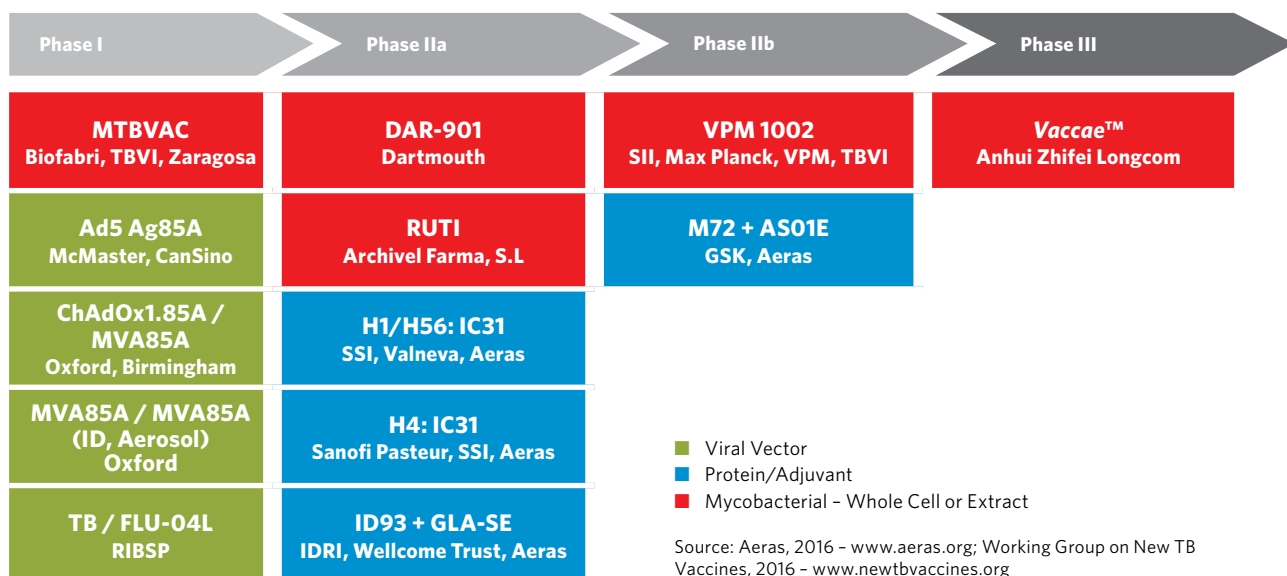 Phase I
Phase IIa
Phase IIb
Phase III
MTBVAC
Biofabri, TBVI, Zaragosa
DAR-901
Dartmouth
VPM 1002
SII, Max Planck, VPM, TBVI
Vaccae™
Anhui Zhifei Longcom
Ad5 Ag85A
McMaster, CanSino
RUTI
Archivel Farma, S.L
M72 + AS01E
GSK, Aeras
ChAdOx1.85A /
MVA85A
Oxford, Birmingham
H1/H56: IC31
SSI, Valneva, Aeras
MVA85A / MVA85A
(ID, Aerosol)
Oxford
H4: IC31
Sanofi Pasteur, SSI, Aeras
TB / FLU-04L
RIBSP
ID93 + GLA-SE
IDRI, Wellcome Trust, Aeras
Viral Vector
Protein/Adjuvant
Mycobacterial – Whole Cell or Extract
Source: Aeras, 2016 – www.aeras.org; Working Group on New TB
Vaccines, 2016 – www.newtbvaccines.org